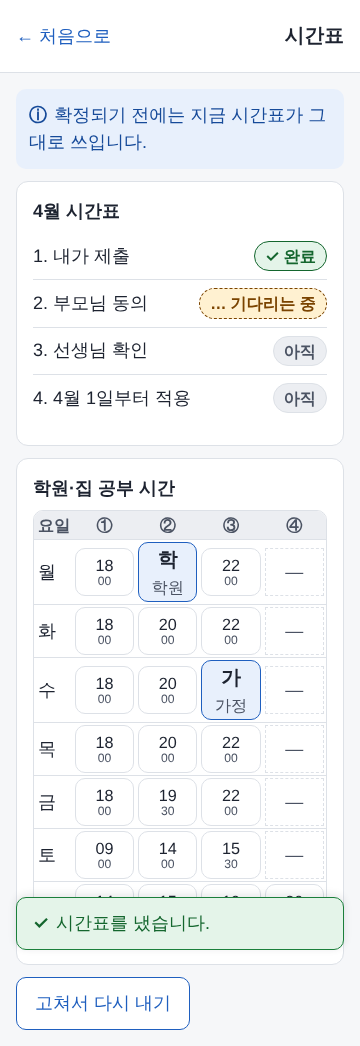 ← 처음으로
시간표
ⓘ 확정되기 전에는 지금 시간표가 그
대로 쓰입니다.
4월 시간표
1. 내가 제출
✓ 완료
2. 부모님 동의
… 기다리는 중
3. 선생님 확인
아직
4. 4월 1일부터 적용
아직
학원·집 공부 시간
요일 ① ② ③ ④
월 18 00 학 학원 22 00 —
화 18 00 20 00 22 00 —
수 18 00 20 00 가 가정 —
목 18 00 20 00 22 00 —
금 18 00 19 30 22 00 —
토 09 00 14 00 15 30 —
✓ 시간표를 냈습니다.
고쳐서 다시 내기